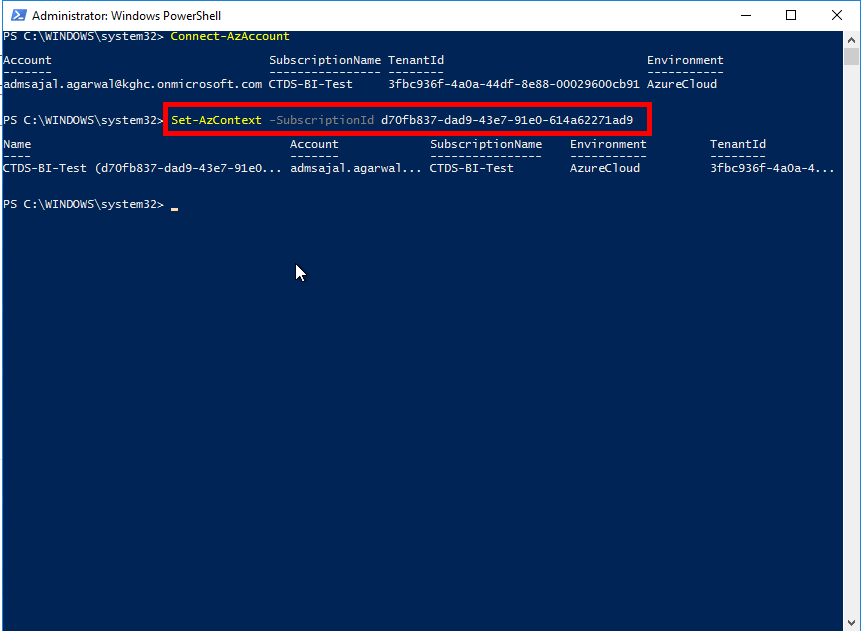 Administrator: Windows PowerShell
PS C:\WINDOWS\system32> Connect-AzAccount
Account SubscriptionName TenantId Environment
------- ---------------- -------- -----------
admsajal.agarwal@kghc.onmicrosoft.com CTDS-BI-Test 3fbc936f-4a0a-44df-8e88-00029600cb91 AzureCloud
PS C:\WINDOWS\system32> Set-AzContext -SubscriptionId d70fb837-dad9-43e7-91e0-614a62271ad9
Name Account SubscriptionName Environment TenantId
---- ------- ---------------- ----------- --------
CTDS-BI-Test (d70fb837-dad9-43e7-91e0... admsajal.agarwal... CTDS-BI-Test AzureCloud 3fbc936f-4a0a-4...
PS C:\WINDOWS\system32> _